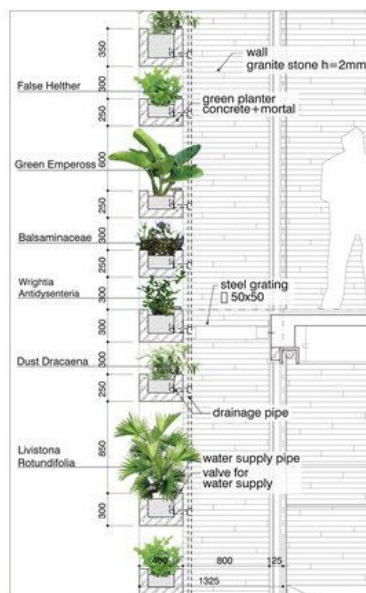 350
wall
granite stone h=2mm
300
False Helther
250
green planter
concrete+mortal
600
Green Empeross
250
300
Balsaminaceae
250
300
Wrightia
Antidysenteria
steel grating
50x50
300
300
Dust Dracaena
250
drainage pipe
850
Livistona
Rotundifolia
water supply pipe
valve for
water supply
300
400
800
125
1325